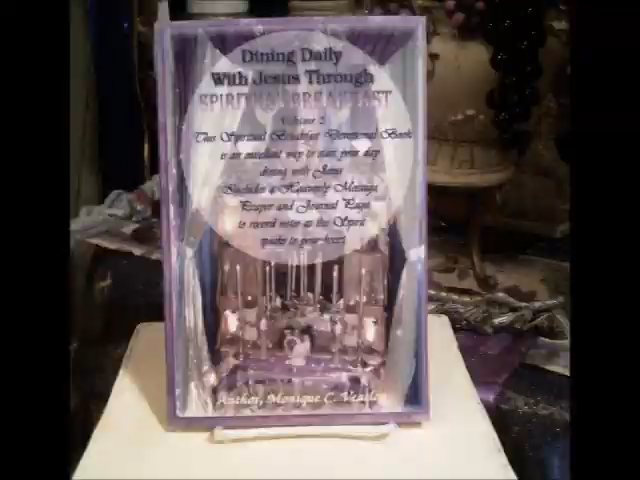 Dining Daily
With Jesus Through
SPIRITUAL BREAKFAST
Volume 2
This Spiritual Breakfast Devotional Book
is an excellent way to start your day
dining with Jesus
Includes a Heavenly Message
Prayer and Journal Page
to record notes as the Spirit
speaks to your heart
Author, Monique C.